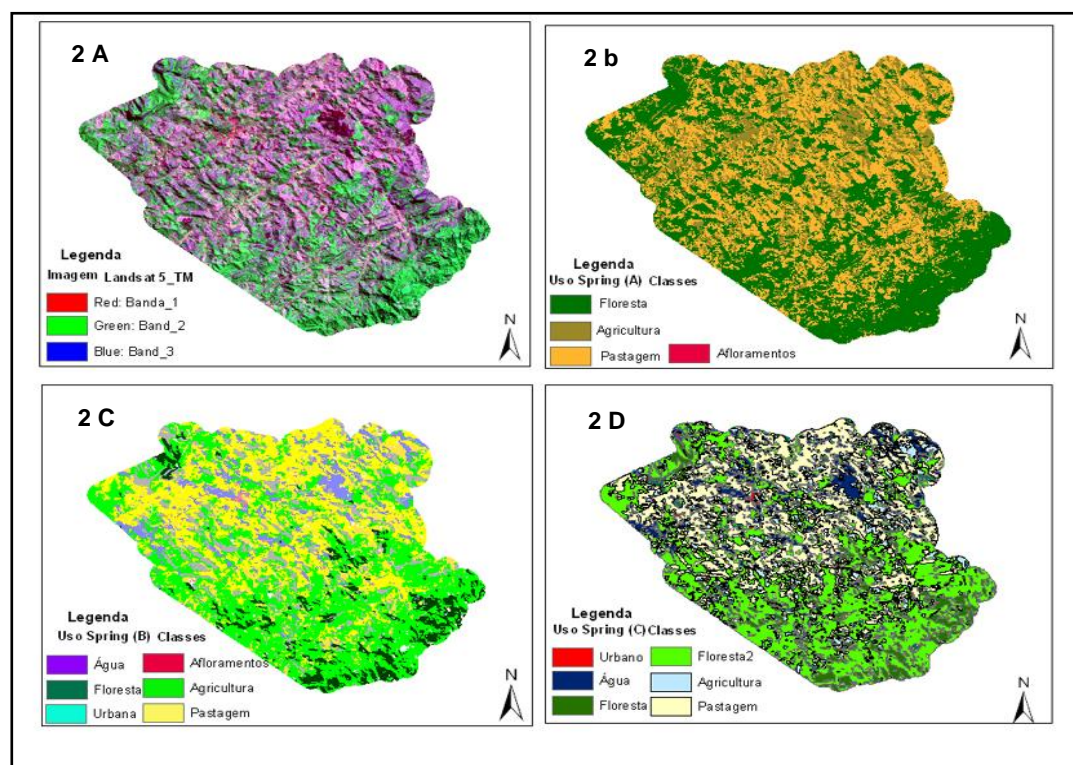 2 A
Legenda
Imagem Landsat 5_TM
Red: Banda_1
Green: Band_2
Blue: Band_3
N
2 b
Legenda
Uso Spring (A) Classes
Floresta
Agricultura
Pastagem Afloramentos
N
2 C
Legenda
Uso Spring (B) Classes
Água Afloramentos
Floresta Agricultura
Urbana Pastagem
N
2 D
Legenda
Uso Spring (C) Classes
Urbano Floresta2
Água Agricultura
Floresta Pastagem
N